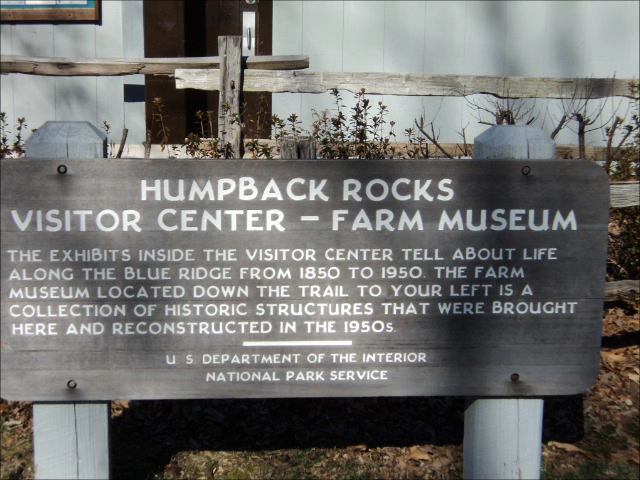 HUMPBACK ROCKS
VISITOR CENTER - FARM MUSEUM
THE EXHIBITS INSIDE THE VISITOR CENTER TELL ABOUT LIFE
ALONG THE BLUE RIDGE FROM 1850 TO 1950. THE FARM
MUSEUM LOCATED DOWN THE TRAIL TO YOUR LEFT IS A
COLLECTION OF HISTORIC STRUCTURES THAT WERE BROUGHT
HERE AND RECONSTRUCTED IN THE 1950s.
U S DEPARTMENT OF THE INTERIOR
NATIONAL PARK SERVICE